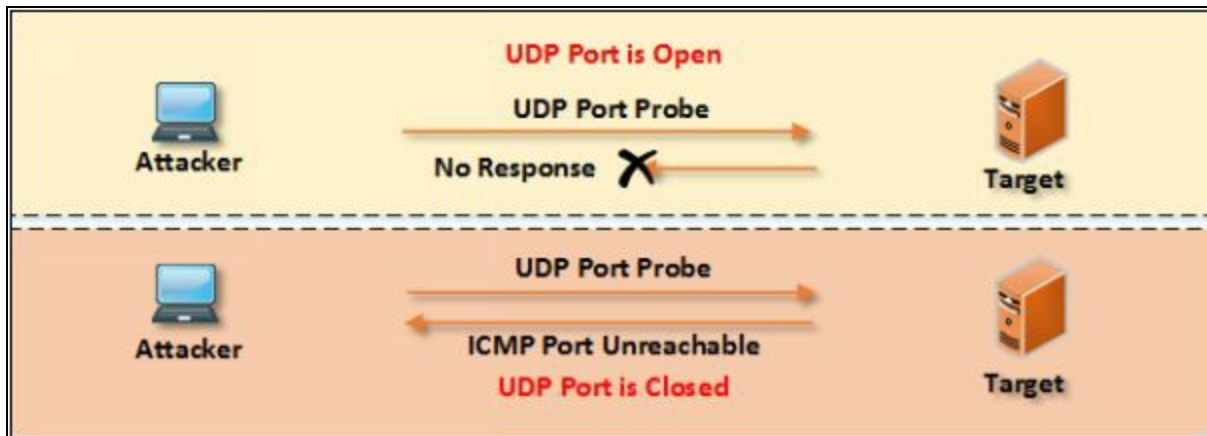 UDP Port is Open
UDP Port Probe
No Response
Attacker
Target
UDP Port Probe
ICMP Port Unreachable
Attacker
Target
UDP Port is Closed